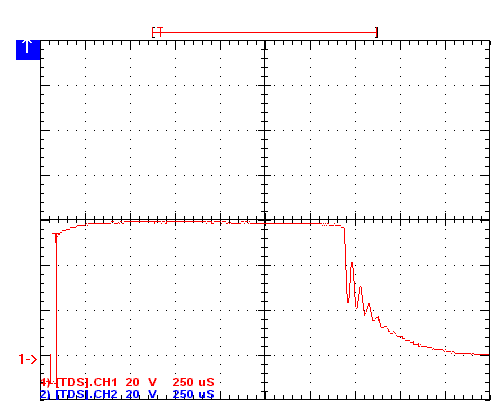 T
1->
1) [TDS].CH1 20 V 250 uS
2) [TDS].CH2 20 V 250 uS